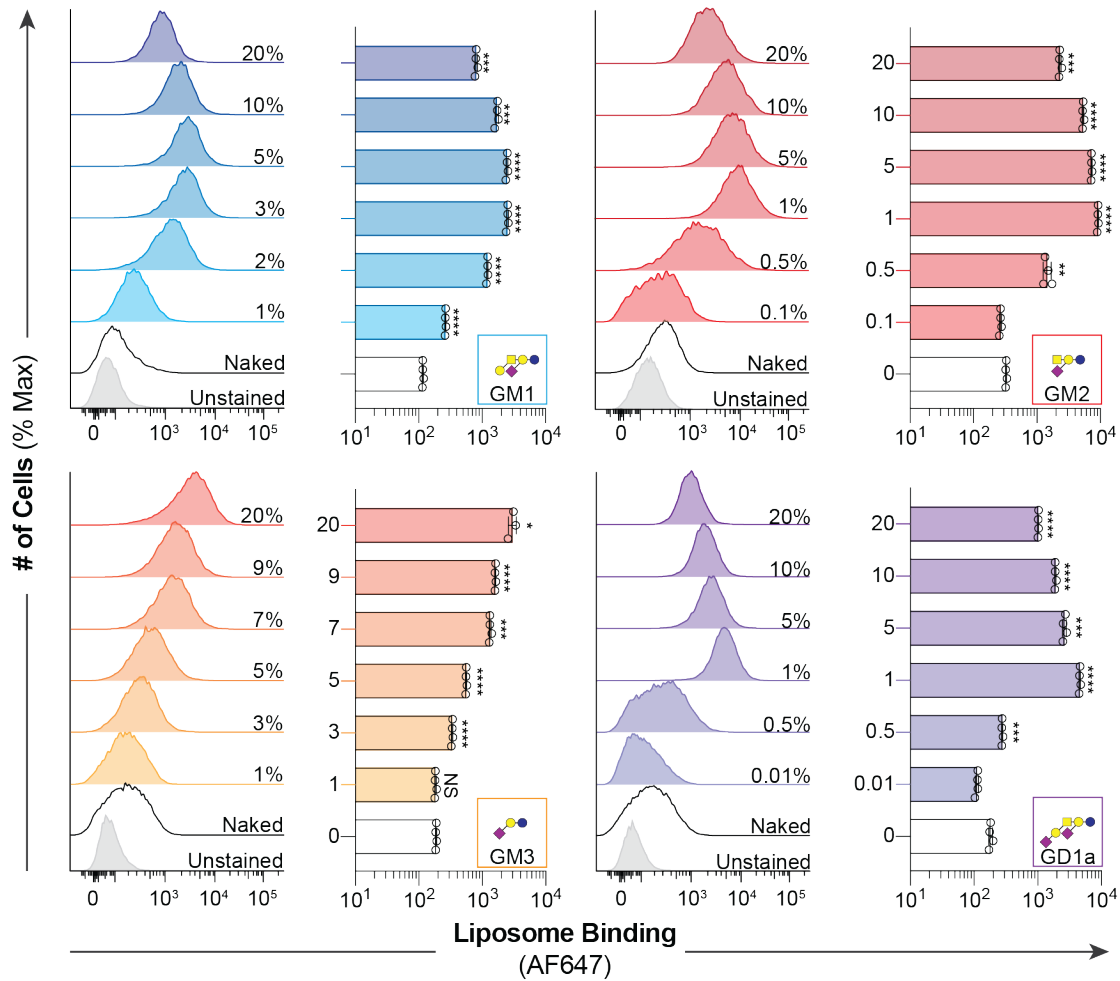 # of Cells (% Max)
20%
10%
5%
3%
2%
1%
Naked
Unstained
0 10³ 10⁴ 10⁵
***
***
****
****
****
****
GM1
10¹ 10² 10³ 10⁴
20%
10%
5%
1%
0.5%
0.1%
Naked
Unstained
0 10³ 10⁴ 10⁵
20 ***
10 ****
5 ****
1 ****
0.5 **
0.1
0
GM2
10¹ 10² 10³ 10⁴
20%
9%
7%
5%
3%
1%
Naked
Unstained
0 10³ 10⁴ 10⁵
20 *
9 ****
7 ***
5 ****
3 ****
1 NS
0
GM3
10¹ 10² 10³ 10⁴
20%
10%
5%
1%
0.5%
0.01%
Naked
Unstained
0 10³ 10⁴ 10⁵
20 ****
10 ****
5 ***
1 ****
0.5 ***
0.01
0
GD1a
10¹ 10² 10³ 10⁴
Liposome Binding
(AF647)